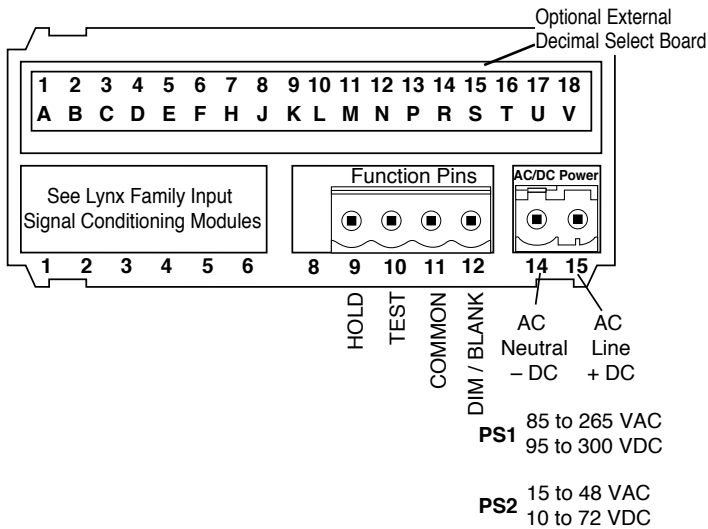 Optional External
Decimal Select Board
1 2 3 4 5 6 7 8 9 10 11 12 13 14 15 16 17 18
A B C D E F H J K L M N P R S T U V
See Lynx Family Input
Signal Conditioning Modules
Function Pins
AC/DC Power
1 2 3 4 5 6 8 9 10 11 12 14 15
HOLD
TEST
COMMON
DIM / BLANK
AC
Neutral
– DC
AC
Line
+ DC
PS1 85 to 265 VAC
95 to 300 VDC
PS2 15 to 48 VAC
10 to 72 VDC